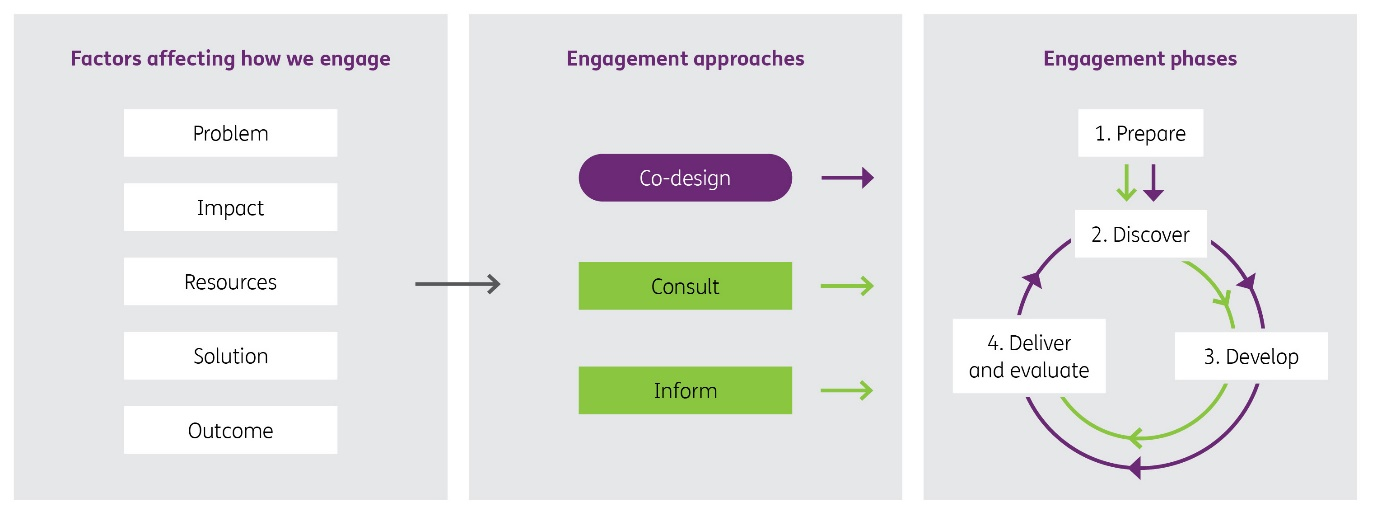 Factors affecting how we engage
Problem
Impact
Resources
Solution
Outcome
Engagement approaches
Co-design
Consult
Inform
Engagement phases
1. Prepare
2. Discover
3. Develop
4. Deliver
and evaluate